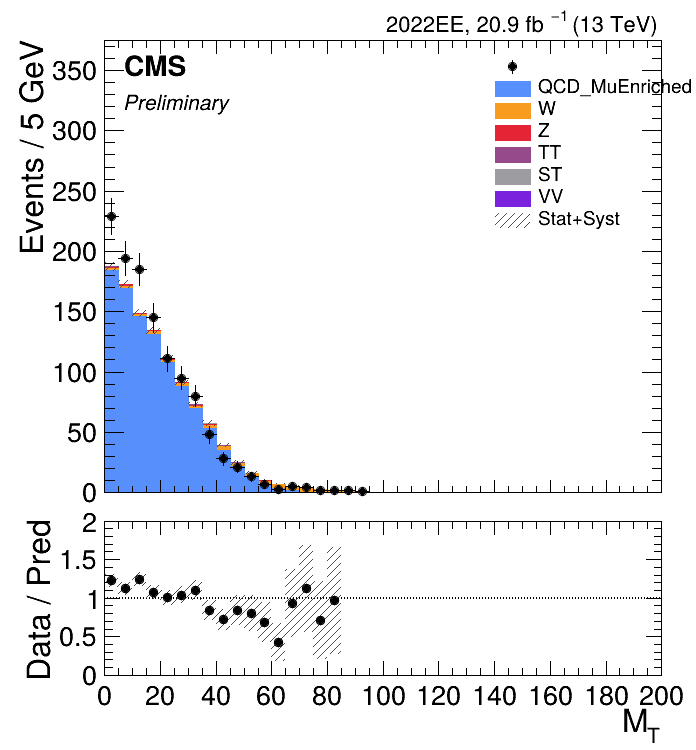 2022EE, 20.9 fb ⁻¹ (13 TeV)
Events / 5 GeV
350
300
250
200
150
100
50
0
CMS
Preliminary
QCD_MuEnriched
W
Z
TT
ST
VV
Stat+Syst
Data / Pred
2
1.5
1
0.5
0
0 20 40 60 80 100 120 140 160 180 200
M_T